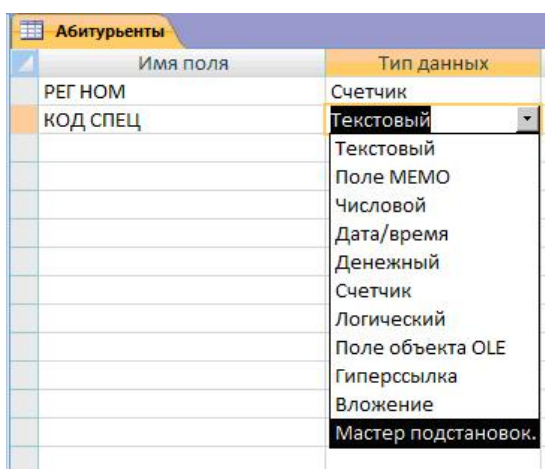 Абитурьенты
Имя поля Тип данных
РЕГ НОМ Счетчик
КОД СПЕЦ Текстовый
Текстовый
Поле МЕМО
Числовой
Дата/время
Денежный
Счетчик
Логический
Поле объекта OLE
Гиперссылка
Вложение
Мастер подстановок.